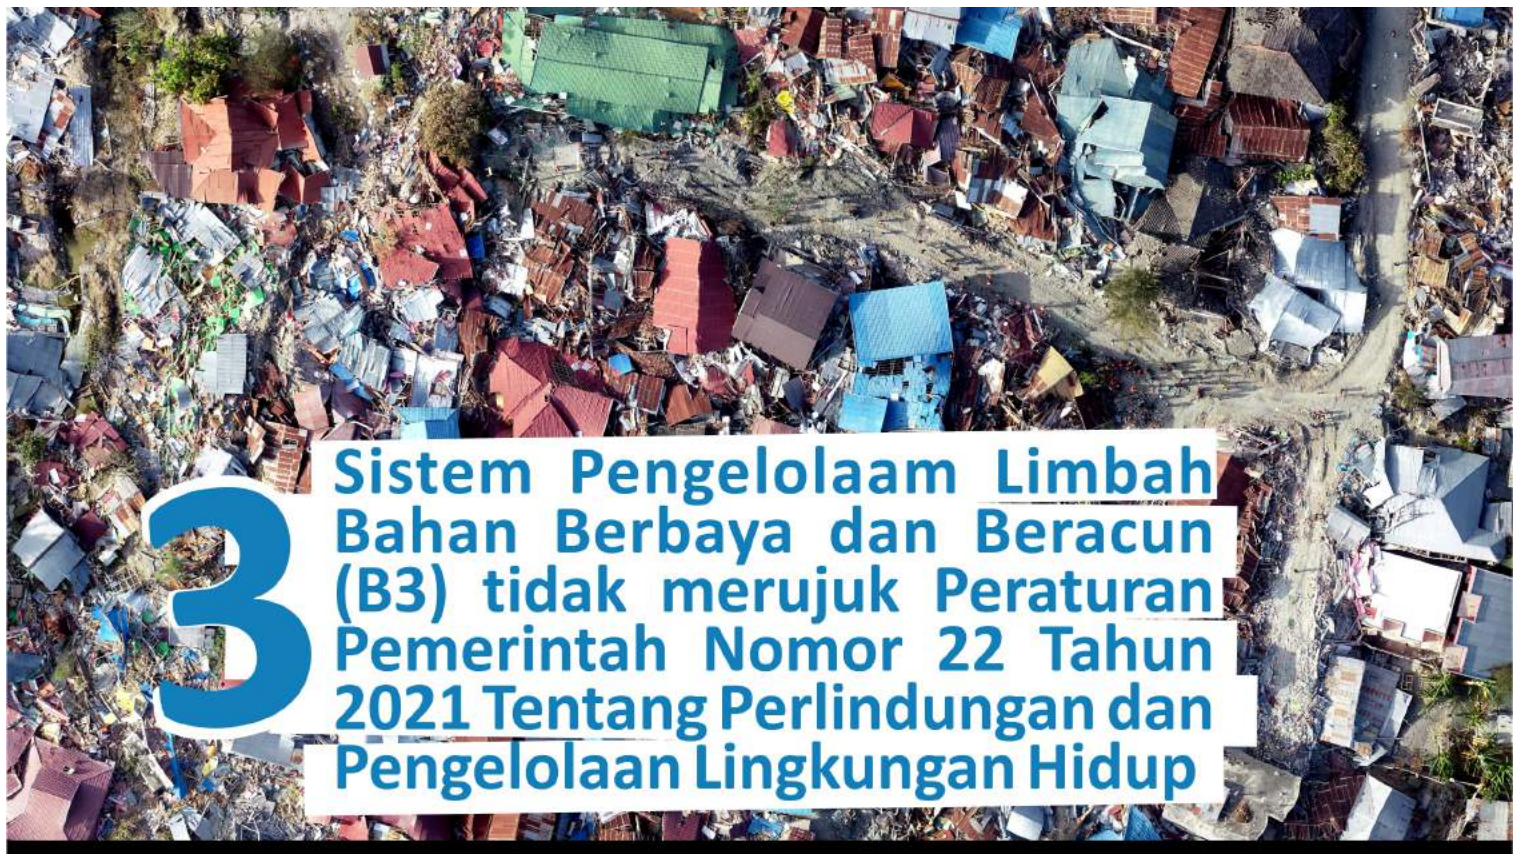 3
Sistem Pengelolaam Limbah
Bahan Berbaya dan Beracun
(B3) tidak merujuk Peraturan
Pemerintah Nomor 22 Tahun
2021 Tentang Perlindungan dan
Pengelolaan Lingkungan Hidup